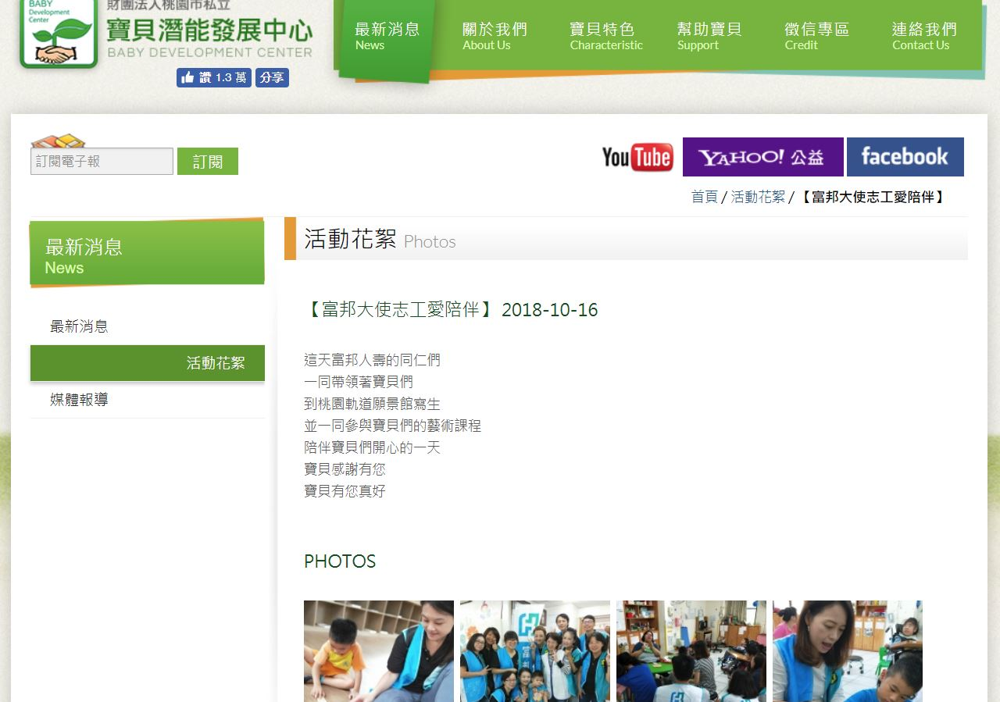 BABY
Development
Center
財團法人桃園市私立
寶貝潛能發展中心
BABY DEVELOPMENT CENTER
讚 1.3 萬 分享
最新消息
News
關於我們
About Us
寶貝特色
Characteristic
幫助寶貝
Support
徵信專區
Credit
連絡我們
Contact Us
訂閱電子報
訂閱
YouTube
YAHOO! 公益
facebook
首頁 / 活動花絮 / 【富邦大使志工愛陪伴】
最新消息
News
最新消息
活動花絮
媒體報導
活動花絮 Photos
【富邦大使志工愛陪伴】 2018-10-16
這天富邦人壽的同仁們
一同帶領著寶貝們
到桃園軌道願景館寫生
並一同參與寶貝們的藝術課程
陪伴寶貝們開心的一天
寶貝感謝有您
寶貝有您真好
PHOTOS